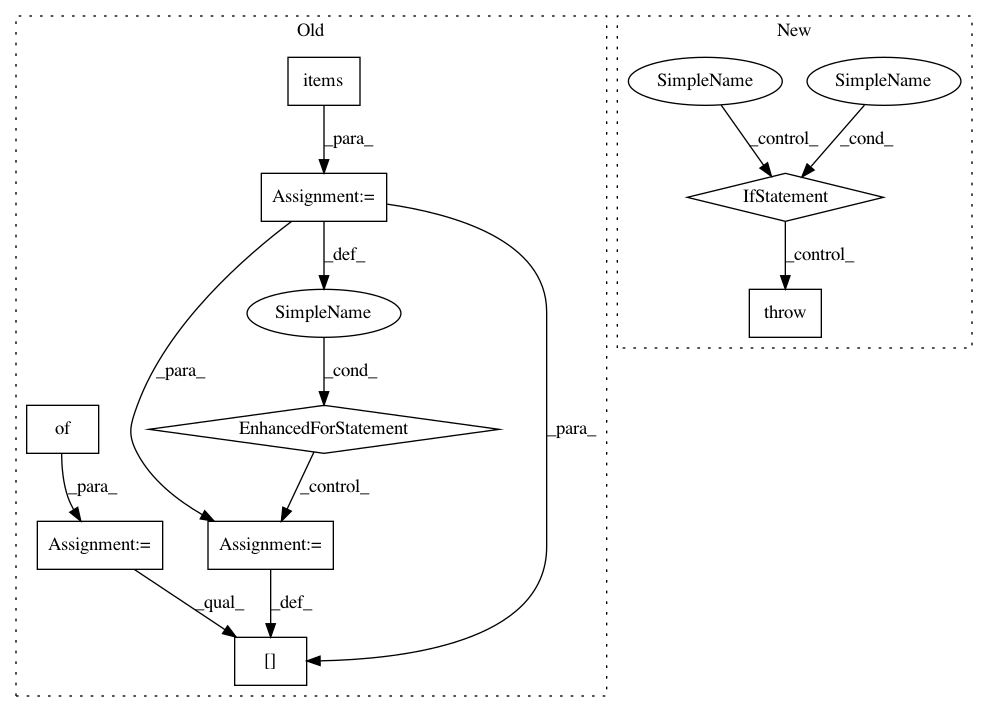 Old
New
items
SimpleName
SimpleName
_para_
_control_
_cond_
Assignment:=
IfStatement
_def_
_control_
SimpleName
throw
_para_
_cond_
of
EnhancedForStatement
_para_
_para_
_control_
Assignment:=
Assignment:=
_qual_
_def_
[]